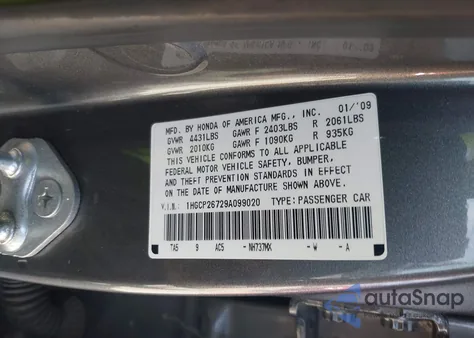 MFD. BY HONDA OF AMERICA MFG., INC. 01/'09
GVWR 4431LBS GAWR F 2403LBS R 2061LBS
GVWR 2010KG GAWR F 1090KG R 935KG
THIS VEHICLE CONFORMS TO ALL APPLICABLE
FEDERAL MOTOR VEHICLE SAFETY, BUMPER,
AND THEFT PREVENTION STANDARDS IN EFFECT
ON THE DATE OF MANUFACTURE SHOWN ABOVE.
V.I.N.: 1HGCP26729A099020 TYPE: PASSENGER CAR
TA5 9 AC5 - NH737MX - W - A
autoSnap